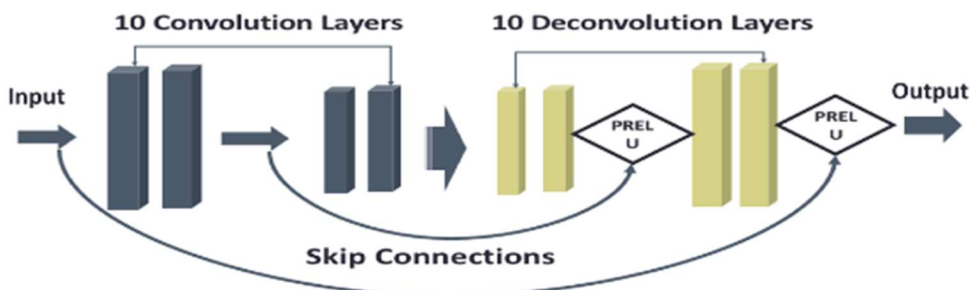 10 Convolution Layers
10 Deconvolution Layers
Input
Output
PREL
U
PREL
U
Skip Connections